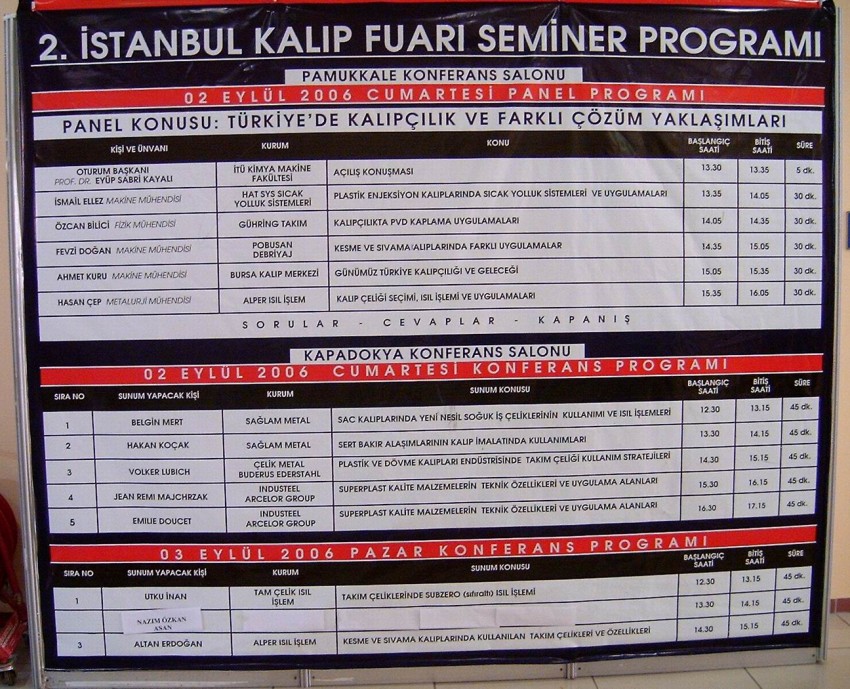 2. İSTANBUL KALIP FUARI SEMİNER PROGRAMI
PAMUKKALE KONFERANS SALONU
02 EYLÜL 2006 CUMARTESİ PANEL PROGRAMI
PANEL KONUSU: TÜRKİYE'DE KALIPÇILIK VE FARKLI ÇÖZÜM YAKLAŞIMLARI
KİŞİ VE ÜNVANI KURUM KONU BAŞLANGIÇ SAATİ BİTİŞ SAATİ SÜRE
OTURUM BAŞKANI PROF. DR. EYÜP SABRİ KAYALI İTÜ KİMYA MAKİNE FAKÜLTESİ AÇILIŞ KONUŞMASI 13.30 13.35 5 dk.
İSMAİL ELLEZ MAKİNE MÜHENDİSİ HAT SYS SICAK YOLLUK SİSTEMLERİ PLASTİK ENJEKSİYON KALIPLARINDA SICAK YOLLUK SİSTEMLERİ VE UYGULAMALARI 13.35 14.05 30 dk.
ÖZCAN BİLİCİ FİZİK MÜHENDİSİ GÜHRİNG TAKIM KALIPÇILIKTA PVD KAPLAMA UYGULAMALARI 14.05 14.35 30 dk.
FEVZİ DOĞAN MAKİNE MÜHENDİSİ POBUSAN DEBRİYAJ KESME VE SIVAMA ALIPLARINDA FARKLI UYGULAMALAR 14.35 15.05 30 dk.
AHMET KURU MAKİNE MÜHENDİSİ BURSA KALIP MERKEZİ GÜNÜMÜZ TÜRKİYE KALIPÇILIĞI VE GELECEĞİ 15.05 15.35 30 dk.
HASAN ÇEP METALURJİ MÜHENDİSİ ALPER ISIL İŞLEM KALIP ÇELİĞİ SEÇİMİ, ISIL İŞLEMİ VE UYGULAMALARI 15.35 16.05 30 dk.
SORULAR - CEVAPLAR - KAPANIŞ
KAPADOKYA KONFERANS SALONU
02 EYLÜL 2006 CUMARTESİ KONFERANS PROGRAMI
SIRA NO SUNUM YAPACAK KİŞİ KURUM SUNUM KONUSU BAŞLANGIÇ SAATİ BİTİŞ SAATİ SÜRE
1 BELGİN MERT SAĞLAM METAL SAC KALIPLARINDA YENİ NESİL SOĞUK İŞ ÇELİKLERİNİN KULLANIMI VE ISIL İŞLEMLERİ 12.30 13.15 45 dk.
2 HAKAN KOÇAK SAĞLAM METAL SERT BAKIR ALAŞIMLARININ KALIP İMALATINDA KULLANIMLARI 13.30 14.15 45 dk.
3 VOLKER LUBICH ÇELİK METAL BUDERUS EDERSTAHL PLASTİK VE DÖVME KALIPLARI ENDÜSTRİSİNDE TAKIM ÇELİĞİ KULLANIM STRATEJİLERİ 14.30 15.15 45 dk.
4 JEAN REMI MAJCHRZAK INDUSTEEL ARCELOR GROUP SUPERPLAST KALİTE MALZEMELERİN TEKNİK ÖZELLİKLERİ VE UYGULAMA ALANLARI 15.30 16.15 45 dk.
5 EMILIE DOUCET INDUSTEEL ARCELOR GROUP SUPERPLAST KALİTE MALZEMELERİN TEKNİK ÖZELLİKLERİ VE UYGULAMA ALANLARI 16.30 17.15 45 dk.
03 EYLÜL 2006 PAZAR KONFERANS PROGRAMI
SIRA NO SUNUM YAPACAK KİŞİ KURUM SUNUM KONUSU BAŞLANGIÇ SAATİ BİTİŞ SAATİ SÜRE
1 UTKU İNAN TAM ÇELİK ISIL İŞLEM TAKIM ÇELİKLERİNDE SUBZERO (sıfıraltı) ISIL İŞLEMİ 12.30 13.15 45 dk.
NAZIM ÖZKAN ASAN 13.30 14.15 45 dk.
3 ALTAN ERDOĞAN ALPER ISIL İŞLEM KESME VE SIVAMA KALIPLARINDA KULLANILAN TAKIM ÇELİKLERİ VE ÖZELLİKLERİ 14.30 15.15 45 dk.